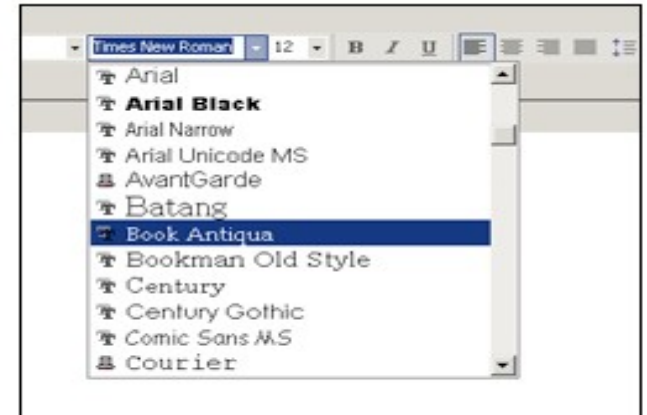 Times New Roman 12 B I U
Arial
Arial Black
Arial Narrow
Arial Unicode MS
AvantGarde
Batang
Book Antiqua
Bookman Old Style
Century
Century Gothic
Comic Sans MS
Courier